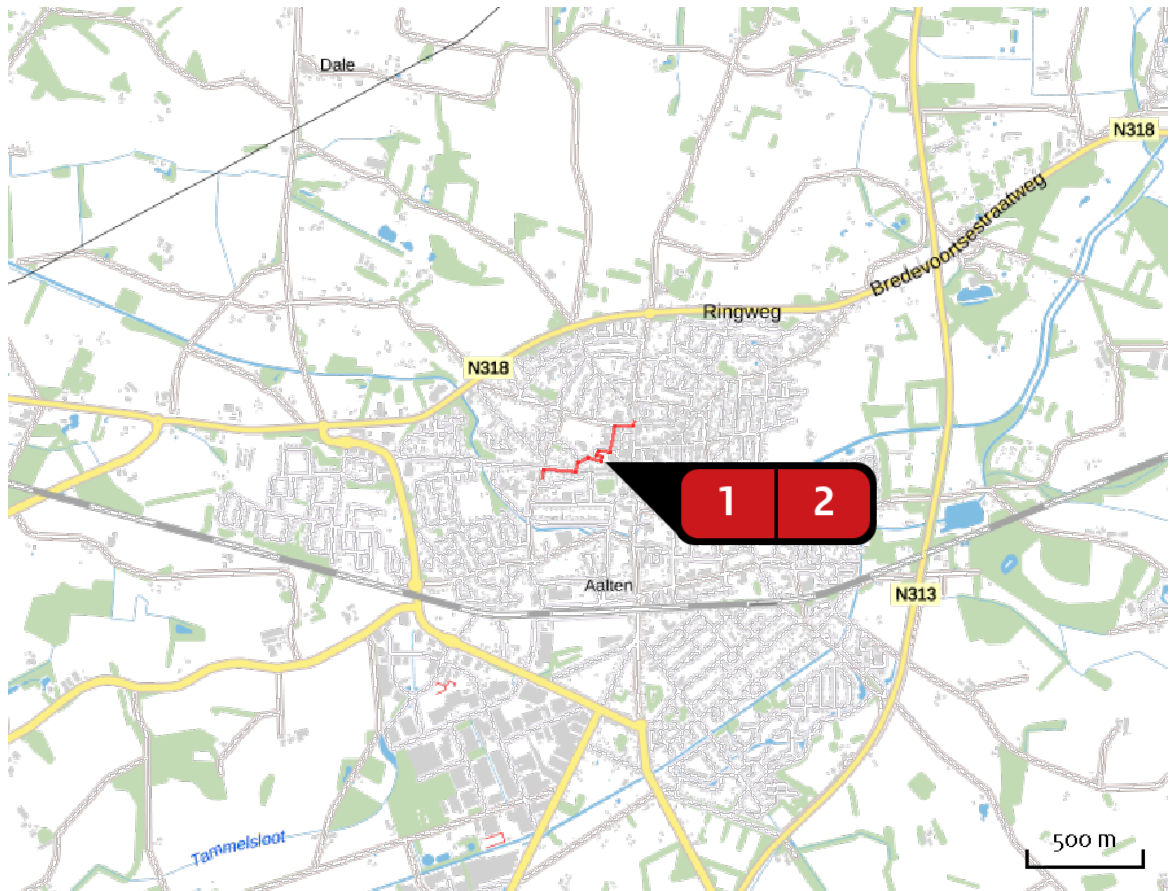 Dale
N318
Bredevoortsestraatweg
Ringweg
N318
1 2
Aalten
N313
Tammelsloot
500 m